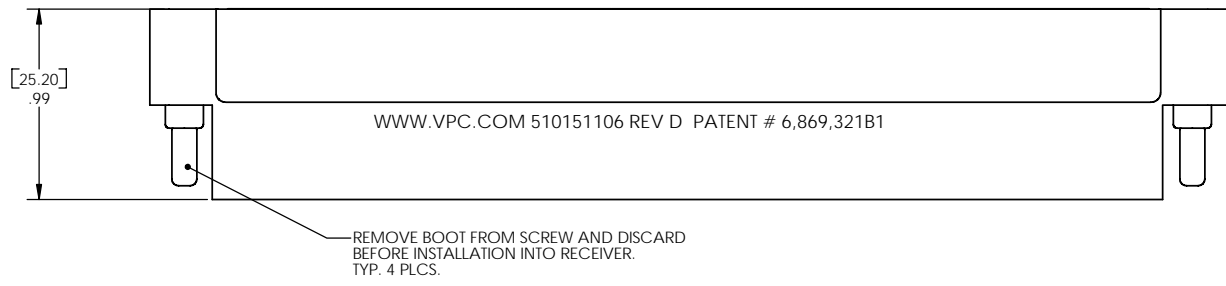 [25.20]
.99
WWW.VPC.COM 510151106 REV D PATENT # 6,869,321B1
REMOVE BOOT FROM SCREW AND DISCARD
BEFORE INSTALLATION INTO RECEIVER.
TYP. 4 PLCS.